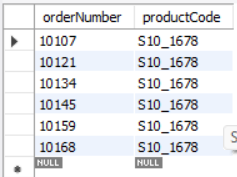 orderNumber productCode
10107 S10_1678
10121 S10_1678
10134 S10_1678
10145 S10_1678
10159 S10_1678
10168 S10_1678
NULL NULL